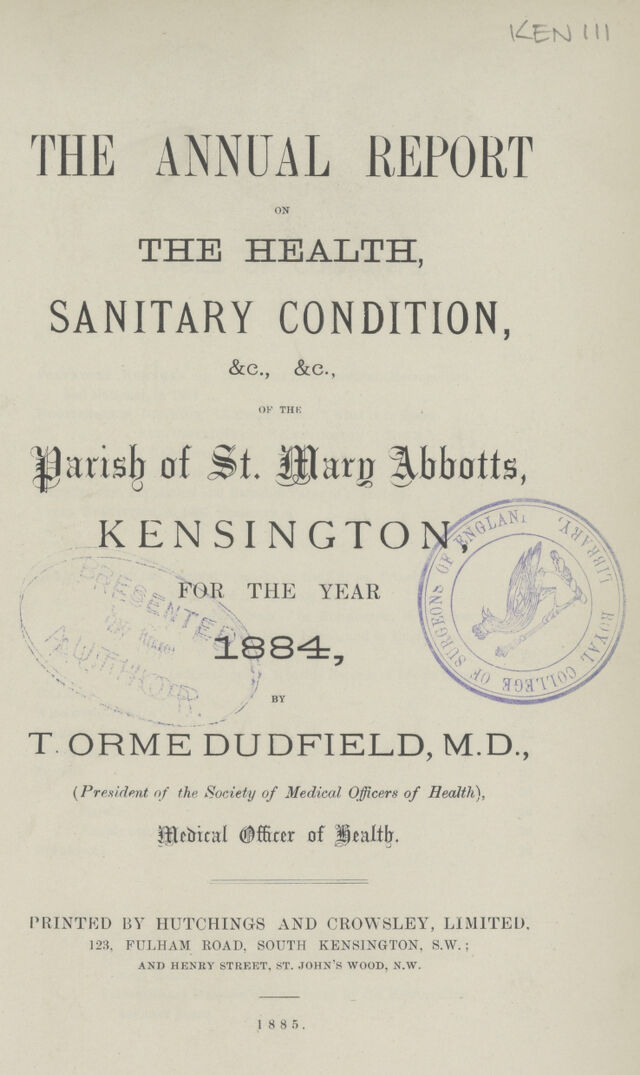 KEN 111
THE ANNUAL REPORT
ON
THE HEALTH,
SANITARY CONDITION,
&c., &c.,
OF THE
Parish of St. Mary Abbotts,
KENSINGTON,
FOR THE YEAR
1884,
BY
T. ORME DUDFIELD, M.D.,
(President of the Society of Medical Officers of Health),
Medical Officer of Health.
PRINTED BY HUTCHINGS AND CROWSLEY, LIMITED,
123, FULHAM ROAD, SOUTH KENSINGTON, S.W.;
AND HENRY STREET, ST. JOHN'S WOOD, N.W.
1885.
PRESENTED
AUTHOR.
ROYAL COLLEGE OF SURGEONS OF ENGLAND
LIBRARY.